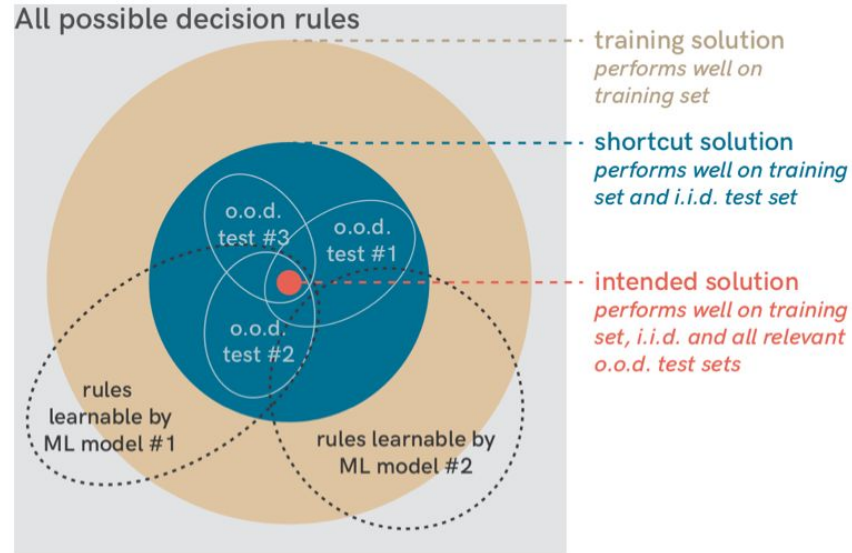 All possible decision rules
training solution
performs well on
training set
shortcut solution
performs well on training
set and i.i.d. test set
o.o.d.
test #3
o.o.d.
test #1
intended solution
performs well on training
set, i.i.d. and all relevant
o.o.d. test sets
o.o.d.
test #2
rules
learnable by
ML model #1
rules learnable by
ML model #2